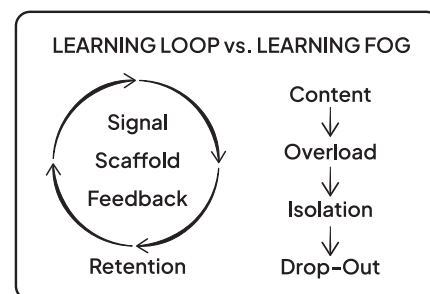 LEARNING LOOP vs. LEARNING FOG
Signal
Scaffold
Feedback
Retention
Content
Overload
Isolation
Drop-Out